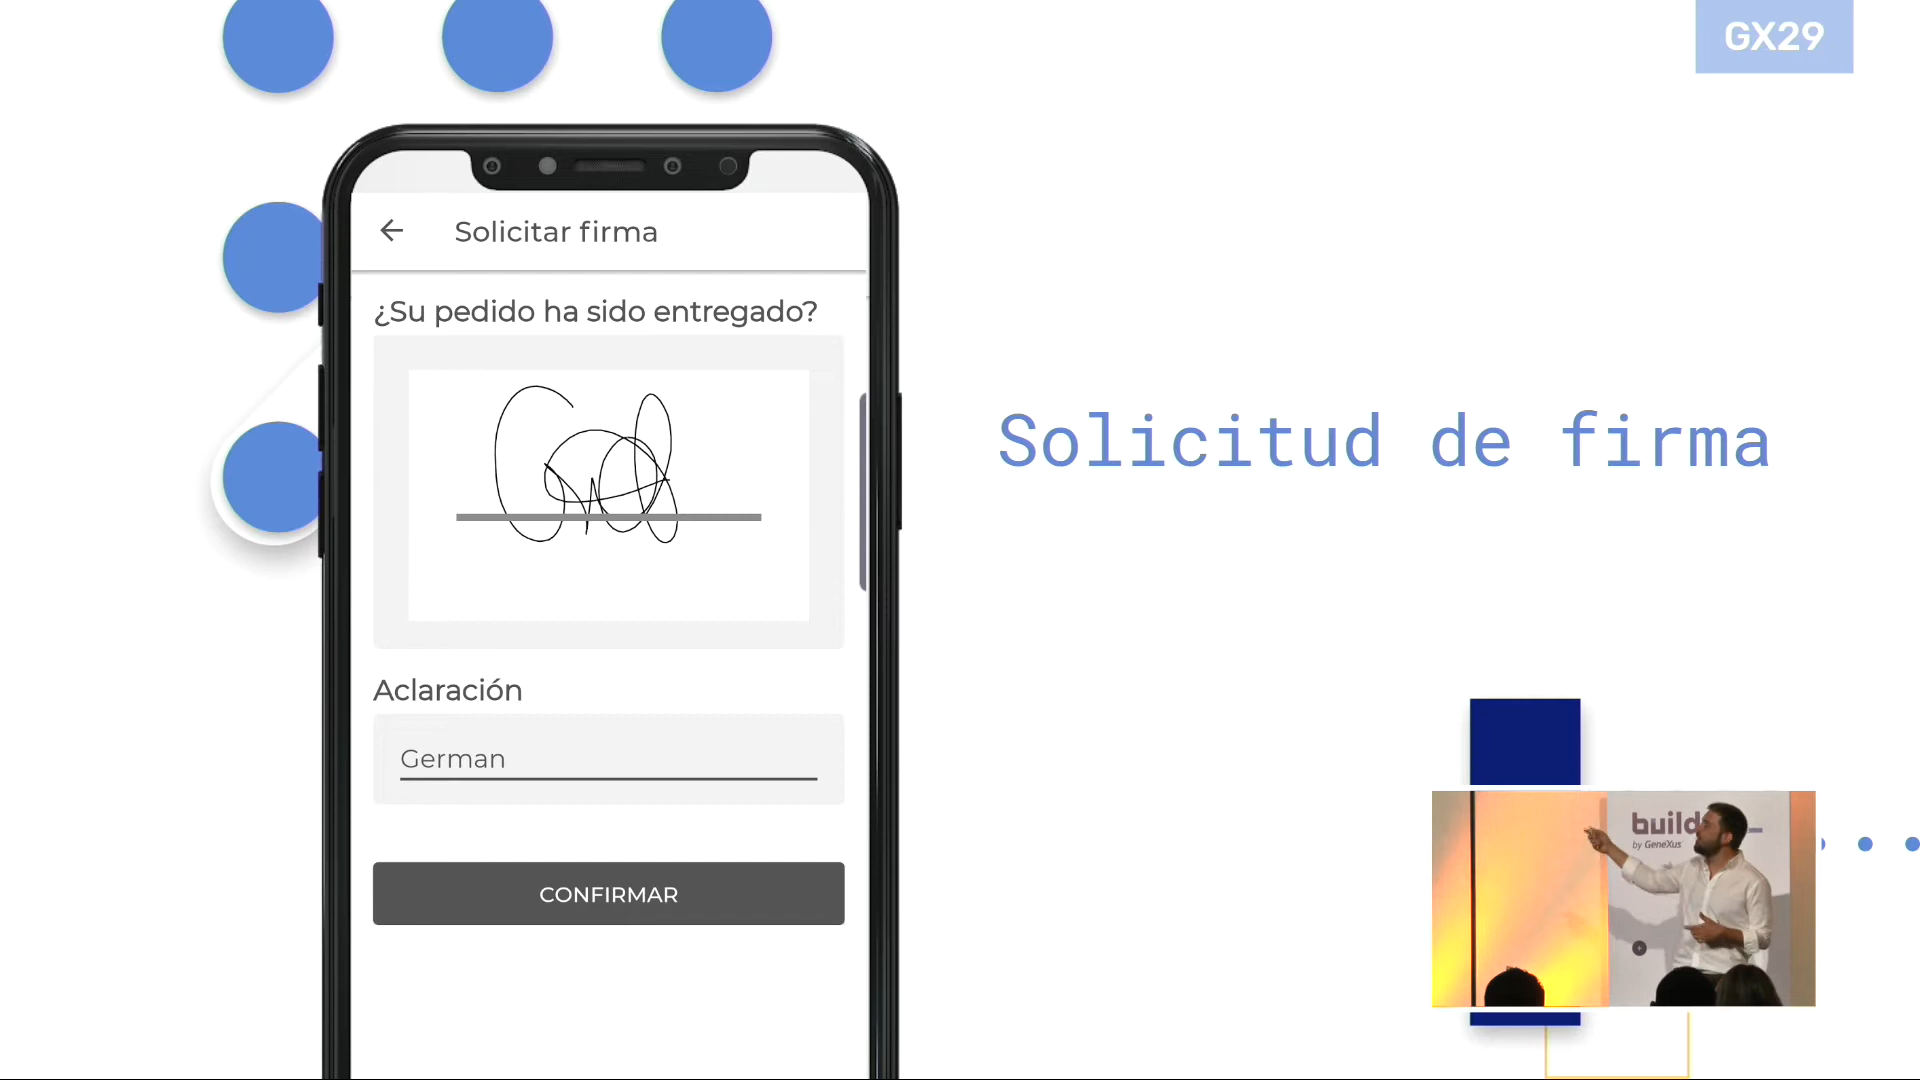 GX29
Solicitar firma
¿Su pedido ha sido entregado?
Aclaración
German
CONFIRMAR
Solicitud de firma
build
by GeneXus